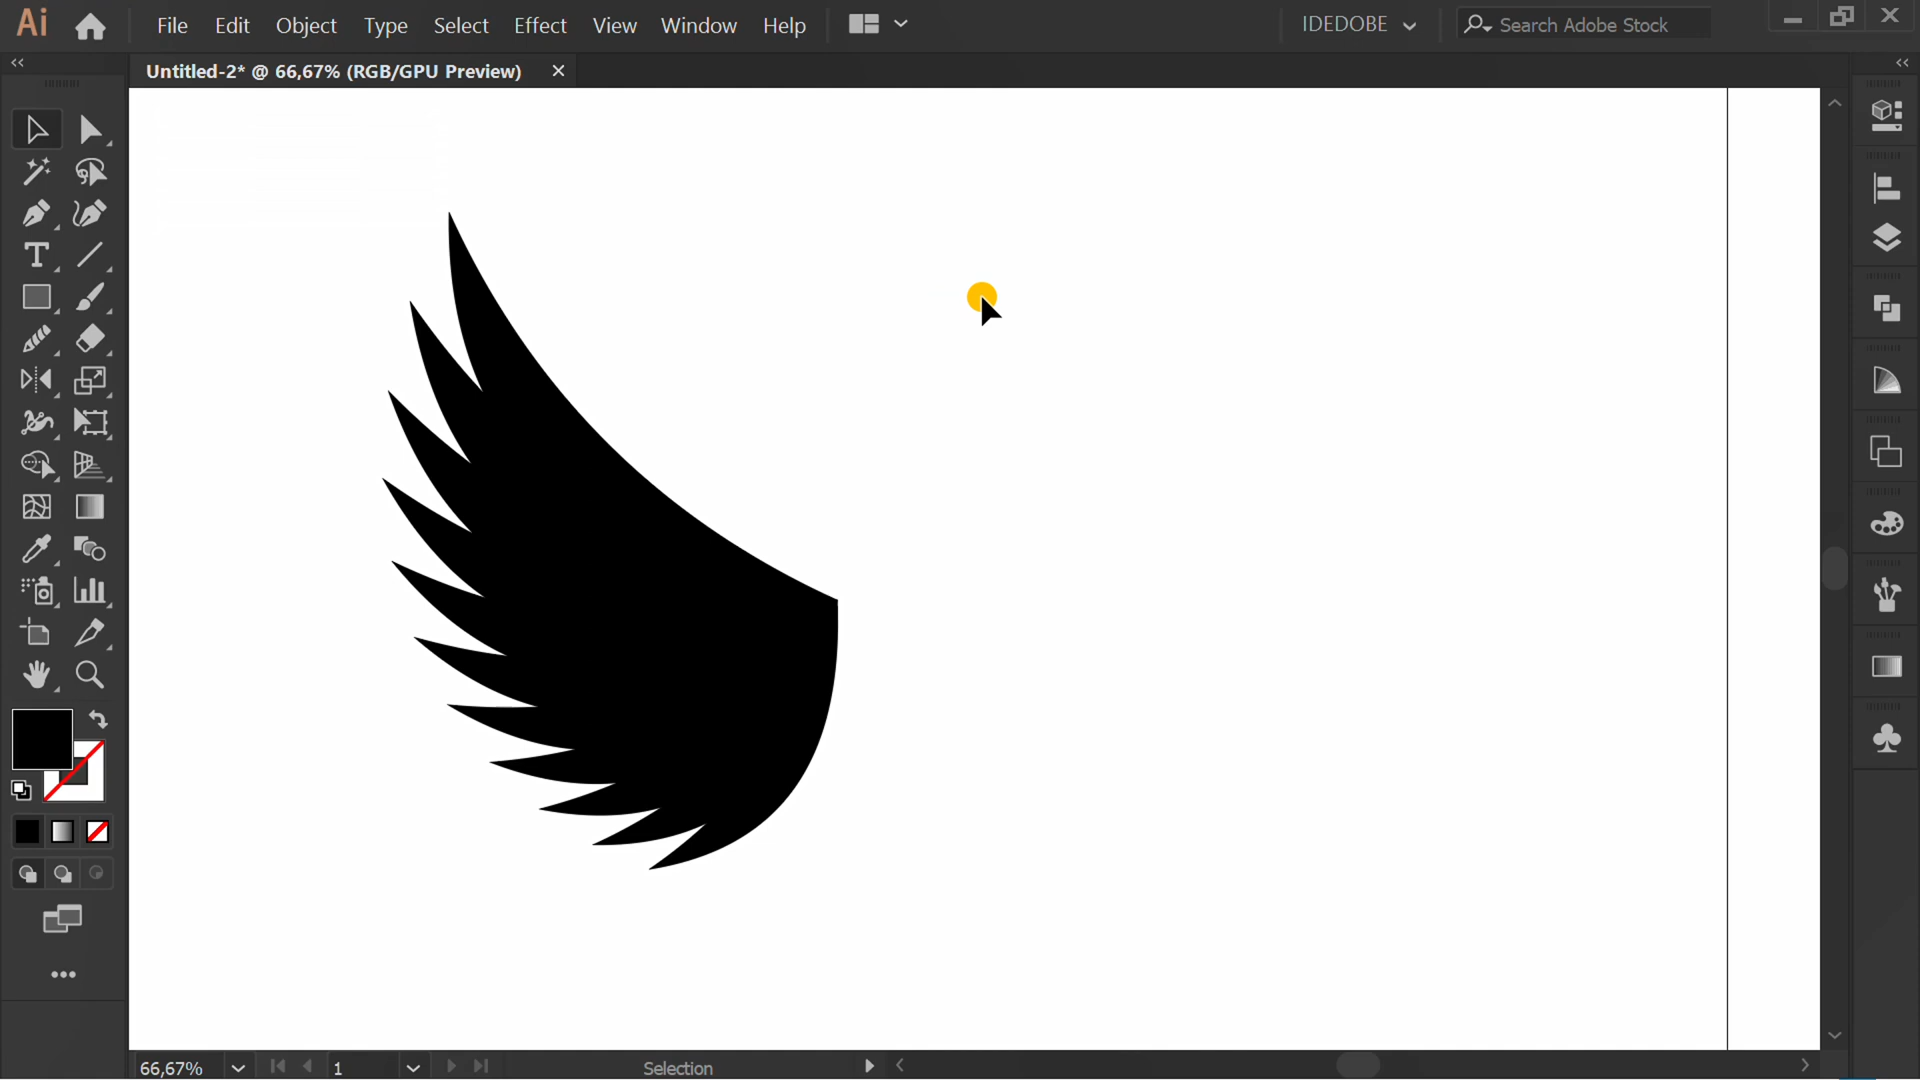 Ai File Edit Object Type Select Effect View Window Help IDEDOBE Search Adobe Stock
Untitled-2* @ 66,67% (RGB/GPU Preview)
T
66,67% 1 Selection